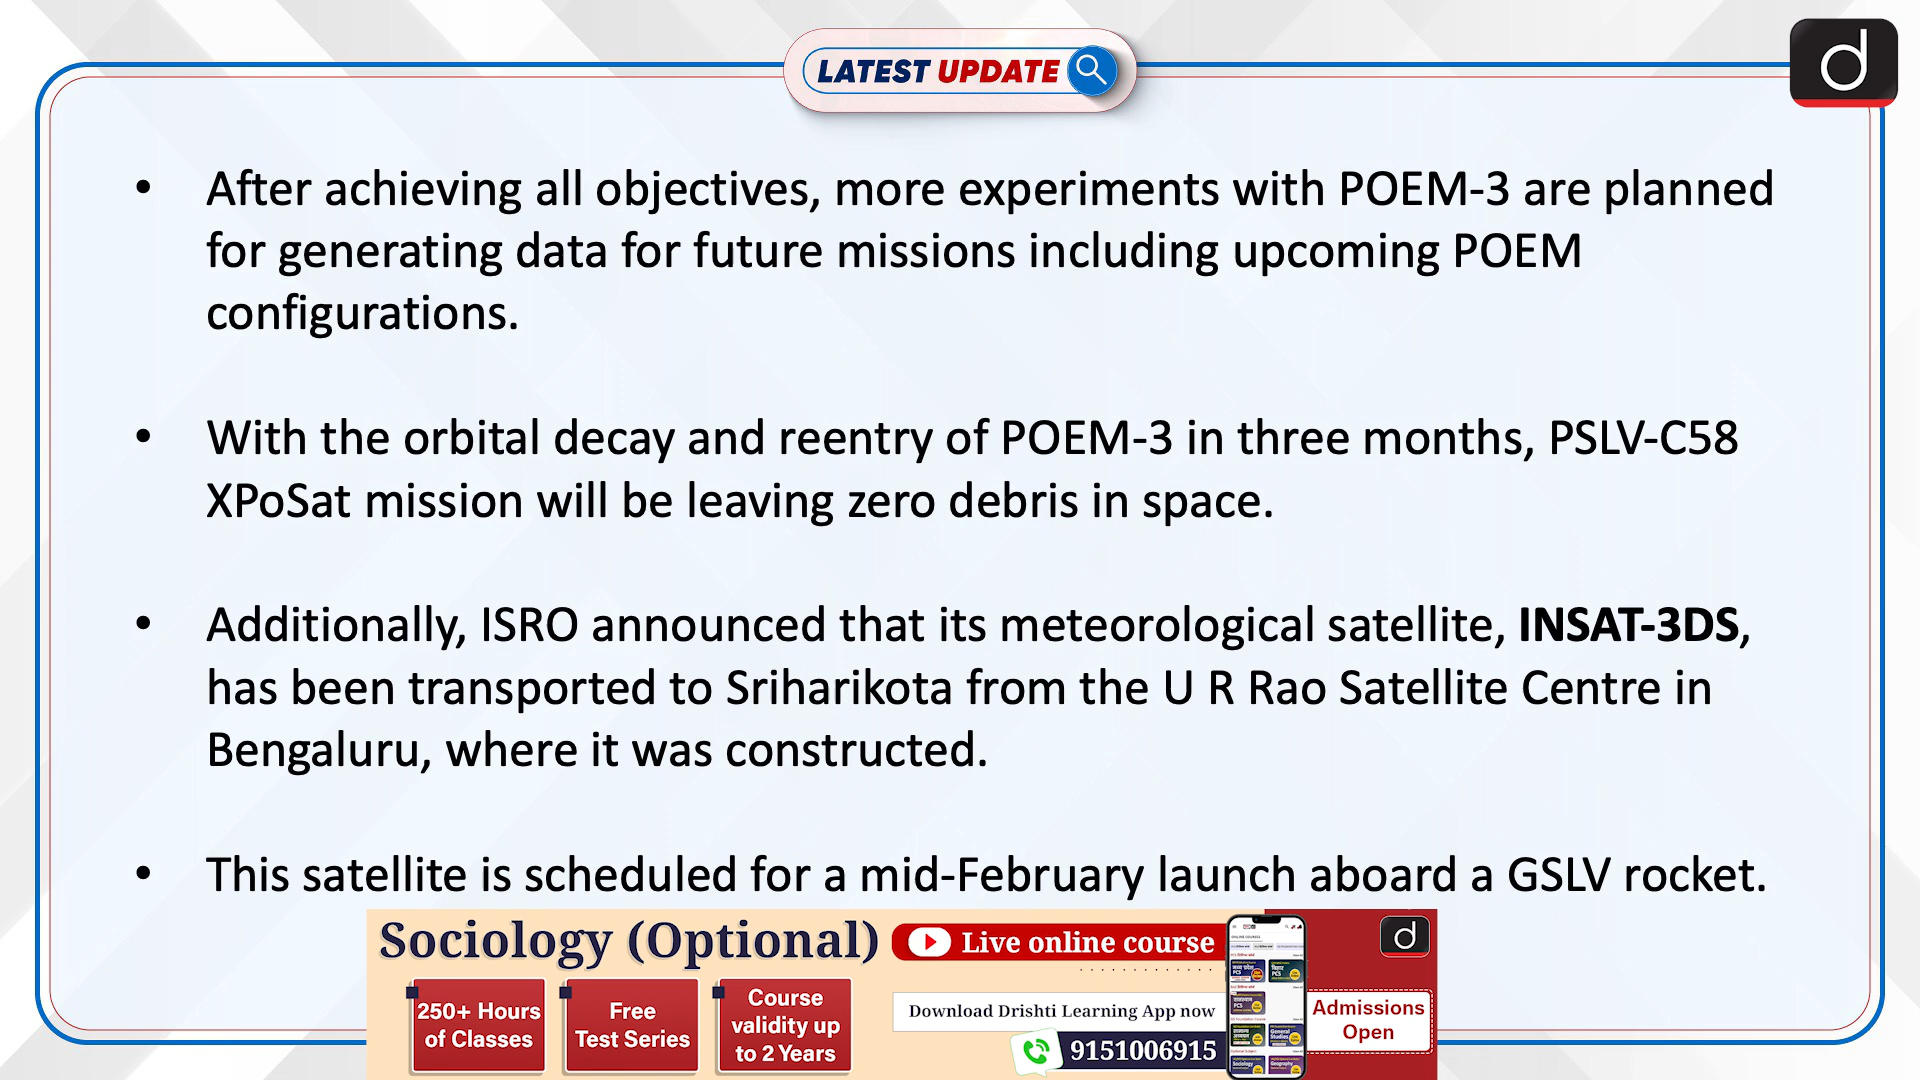 LATEST UPDATE
d
• After achieving all objectives, more experiments with POEM-3 are planned
for generating data for future missions including upcoming POEM
configurations.
• With the orbital decay and reentry of POEM-3 in three months, PSLV-C58
XPoSat mission will be leaving zero debris in space.
• Additionally, ISRO announced that its meteorological satellite, INSAT-3DS,
has been transported to Sriharikota from the U R Rao Satellite Centre in
Bengaluru, where it was constructed.
• This satellite is scheduled for a mid-February launch aboard a GSLV rocket.
Sociology (Optional)
250+ Hours
of Classes
Free
Test Series
Course
validity up
to 2 Years
Live online course
Download Drishti Learning App now
9151006915
d
Admissions
Open